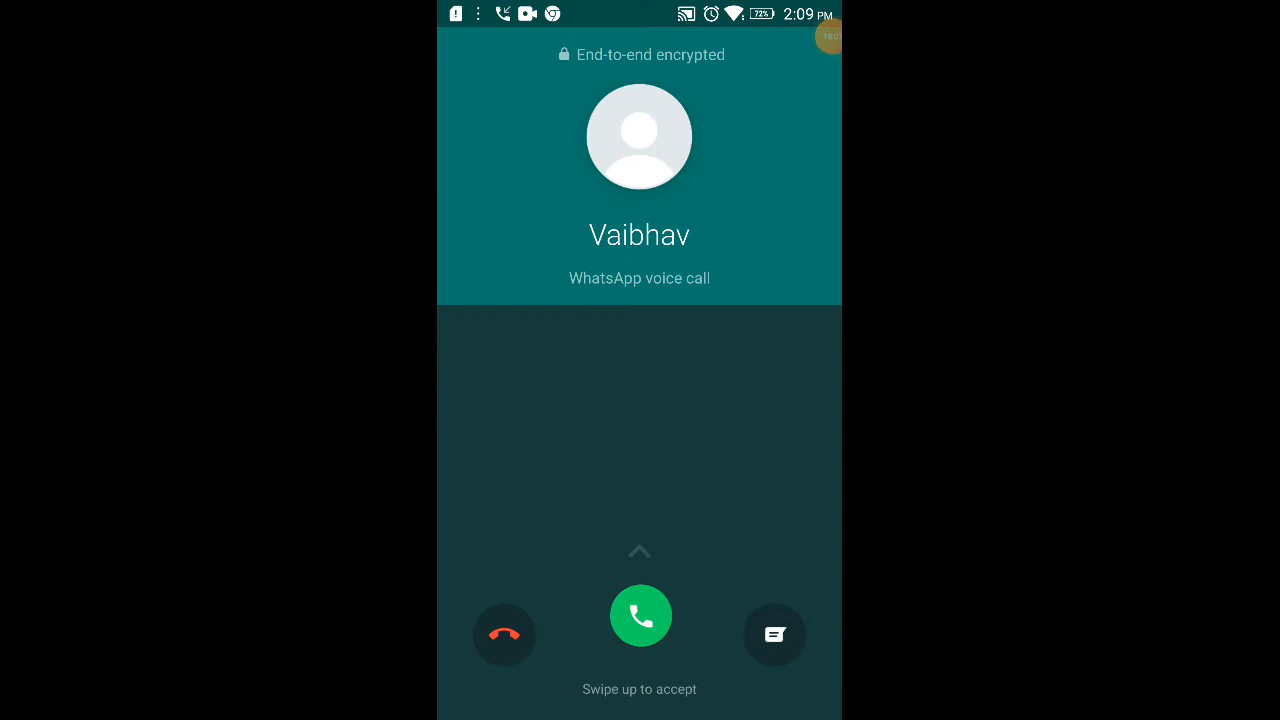 72% 2:09 PM
End-to-end encrypted
Vaibhav
WhatsApp voice call
Swipe up to accept